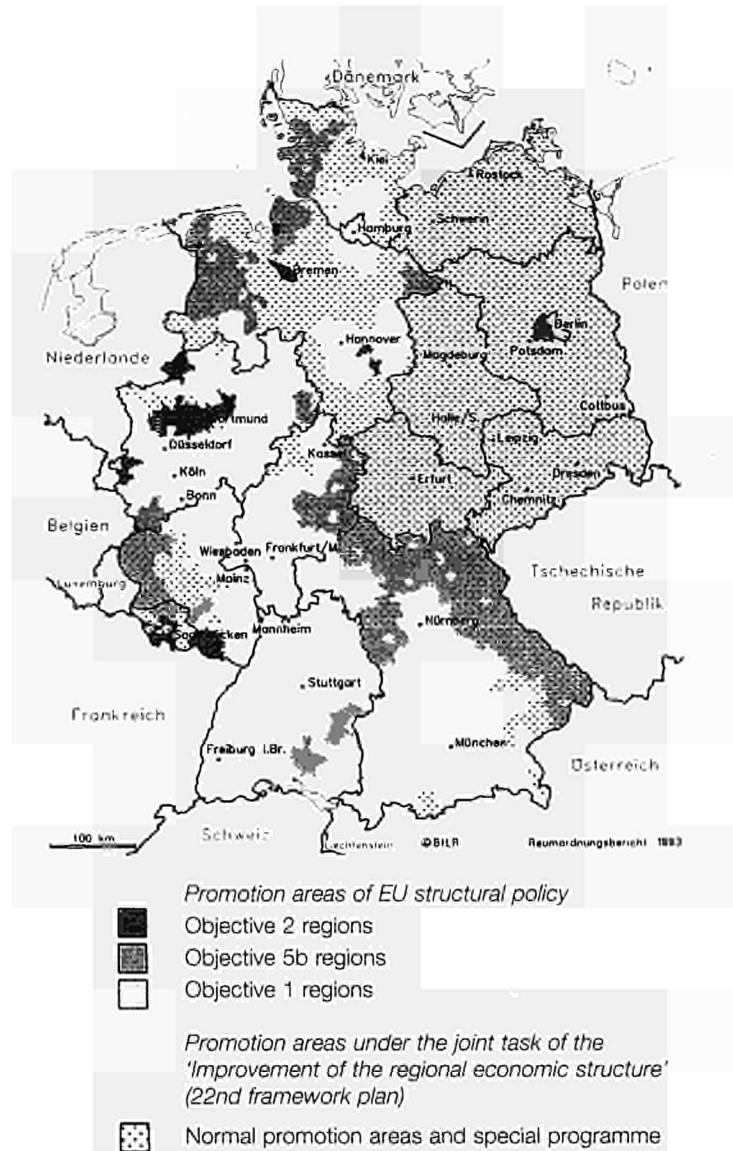 Dänemark
Kiel
Rostock
Hamburg
Schwerin
Bremen
Polen
Berlin
Potsdam
Hannover
Niederlande
Magdeburg
Cottbus
Halle/S.
Düsseldorf
Leipzig
Kassel
Dresden
Köln
Erfurt
Chemnitz
Bonn
Belgien
Wiesbaden
Frankfurt/M.
Tschechische
Luxemburg
Mainz
Republik
Mannheim
Nürnberg
Stuttgart
Frankreich
Freiburg i.Br.
München
Österreich
Schweiz
Liechtenstein
100 km
Raumordnungsbericht 1993
Promotion areas of EU structural policy
Objective 2 regions
Objective 5b regions
Objective 1 regions
Promotion areas under the joint task of the
'Improvement of the regional economic structure'
(22nd framework plan)
Normal promotion areas and special programme